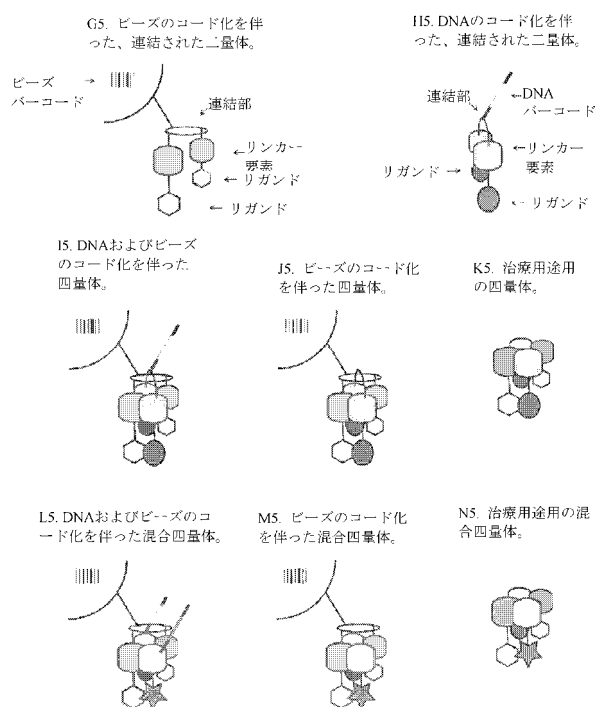 G5. ビーズのコード化を伴
った、連結された二量体。
ビーズ
バーコード
連結部
リンカー
要素
リガンド
リガンド
H5. DNAのコード化を伴
った、連結された二量体。
連結部
DNA
バーコード
リンカー
要素
リガンド
リガンド
I5. DNAおよびビーズ
のコード化を伴った
四量体。
J5. ビーズのコード化
を伴った四量体。
K5. 治療用途用
の四量体。
L5. DNAおよびビーズのコ
ード化を伴った混合四量体。
M5. ビーズのコード化
を伴った混合四量体。
N5. 治療用途用の混
合四量体。